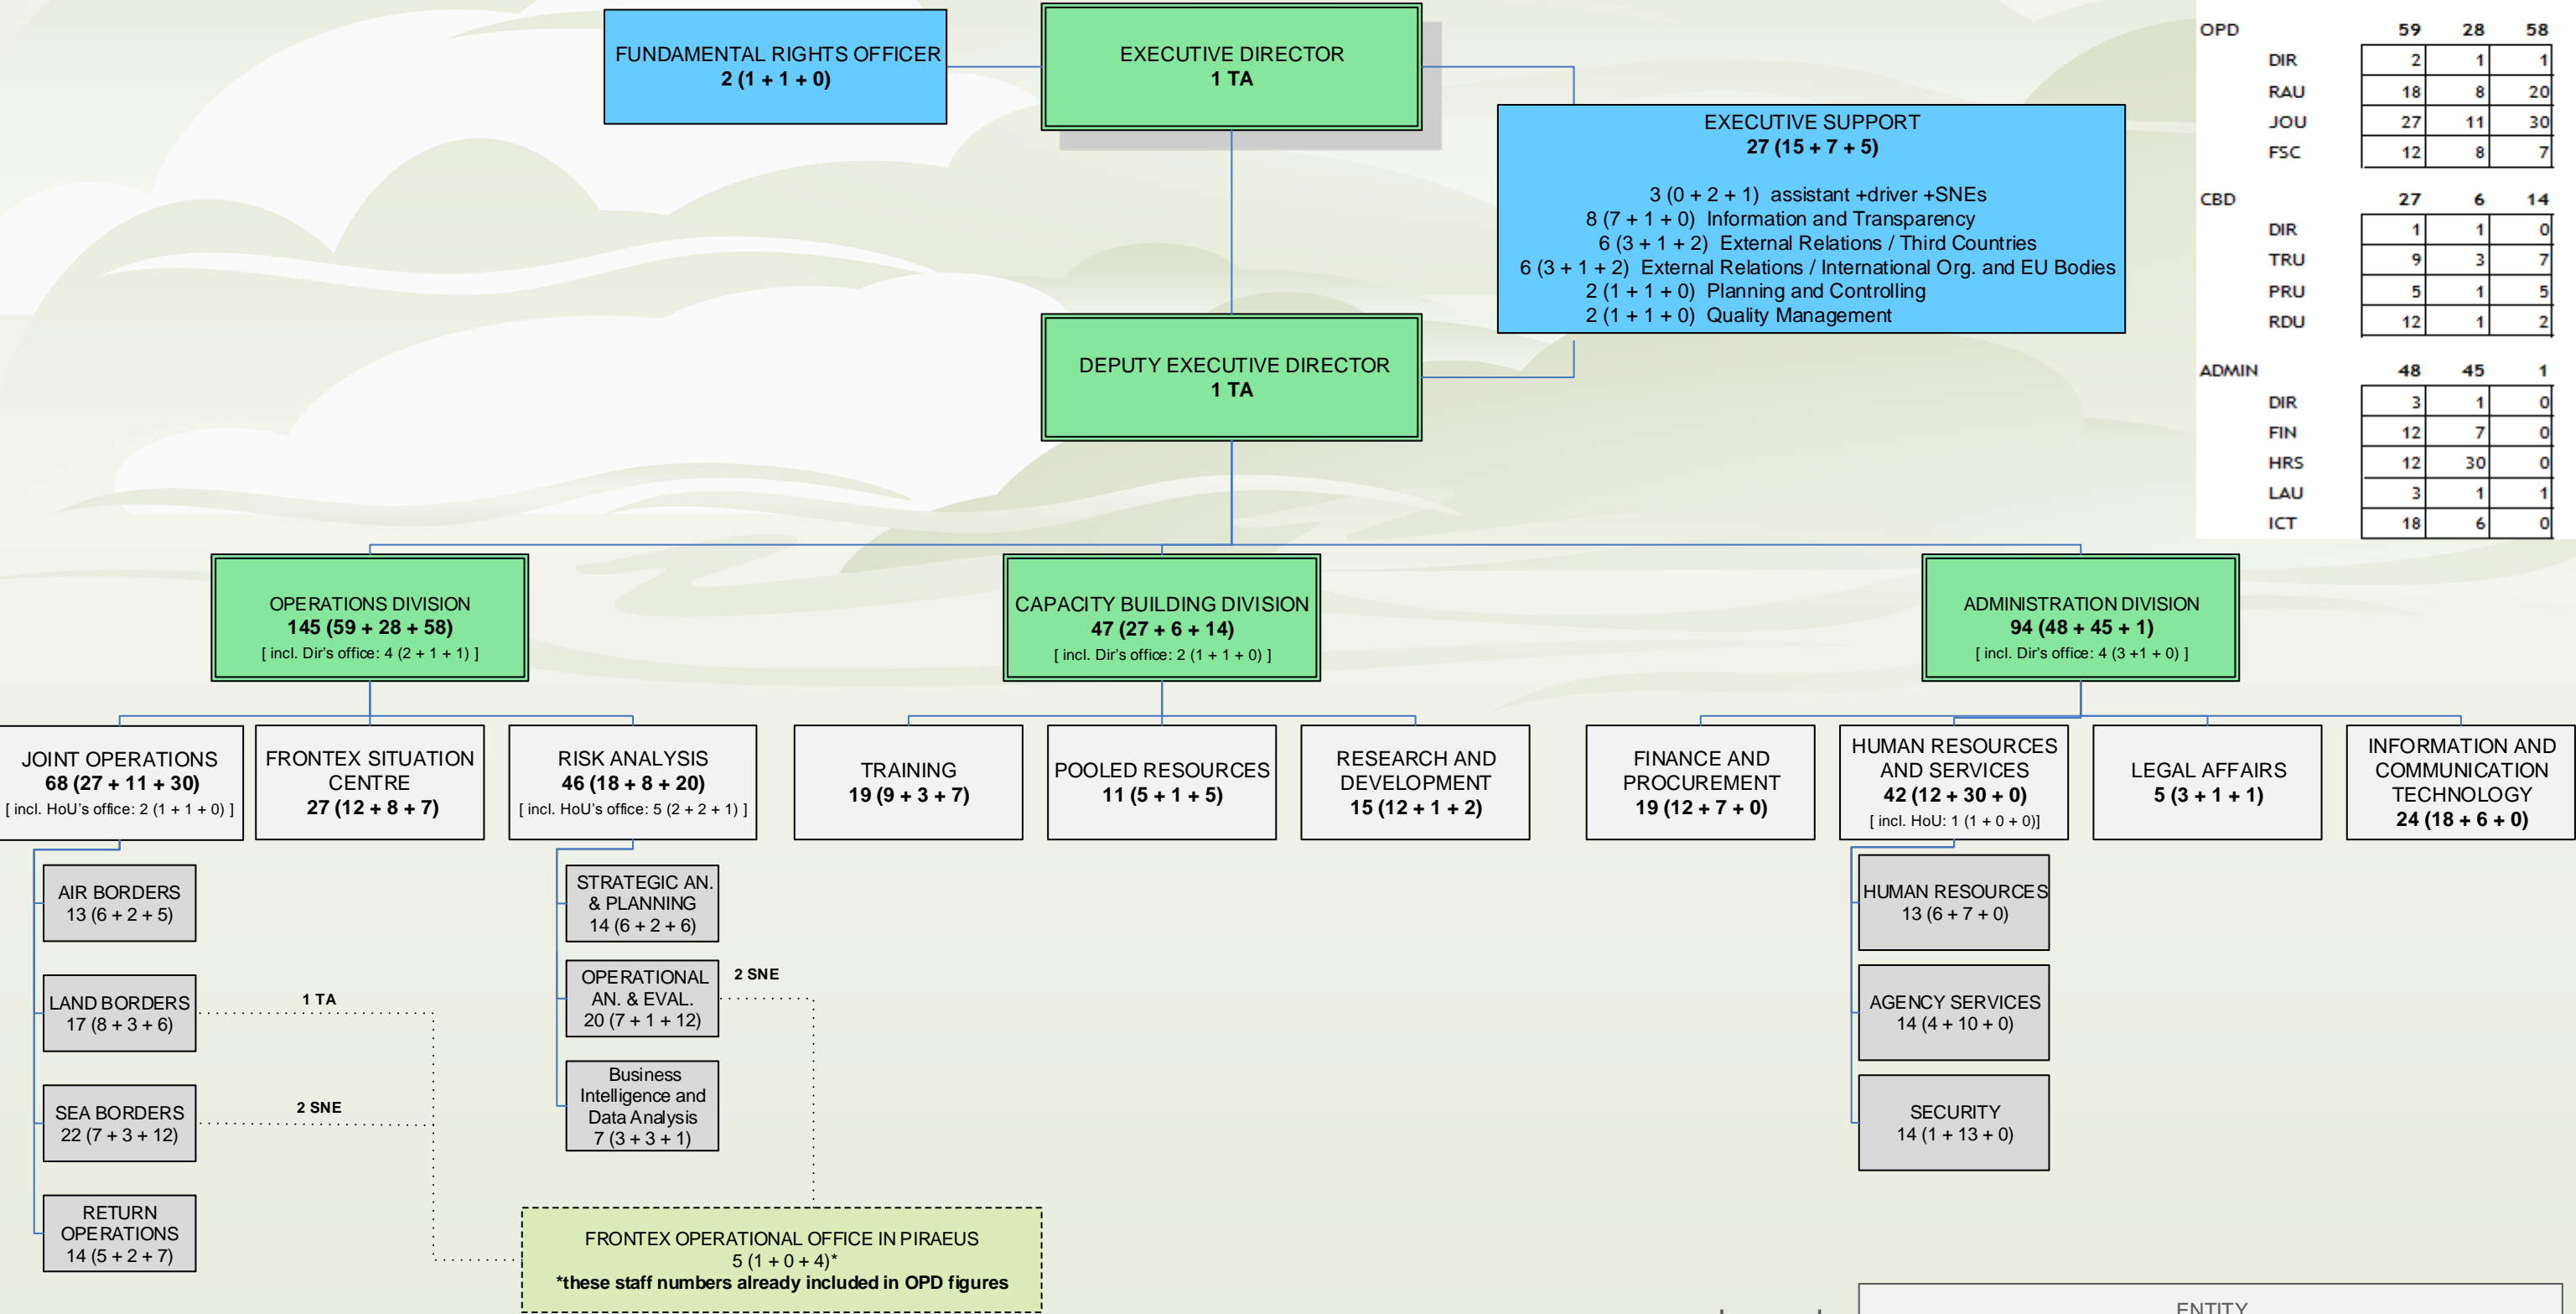 FUNDAMENTAL RIGHTS OFFICER
2 (1 + 1 + 0)
EXECUTIVE DIRECTOR
1 TA
EXECUTIVE SUPPORT
27 (15 + 7 + 5)
3 (0 + 2 + 1) assistant +driver +SNEs
8 (7 + 1 + 0) Information and Transparency
6 (3 + 1 + 2) External Relations / Third Countries
6 (3 + 1 + 2) External Relations / International Org. and EU Bodies
2 (1 + 1 + 0) Planning and Controlling
2 (1 + 1 + 0) Quality Management
OPD 59 28 58
DIR 2 1 1
RAU 18 8 20
JOU 27 11 30
FSC 12 8 7
CBD 27 6 14
DIR 1 1 0
TRU 9 3 7
PRU 5 1 5
RDU 12 1 2
ADMIN 48 45 1
DIR 3 1 0
FIN 12 7 0
HRS 12 30 0
LAU 3 1 1
ICT 18 6 0
DEPUTY EXECUTIVE DIRECTOR
1 TA
OPERATIONS DIVISION
145 (59 + 28 + 58)
[ incl. Dir's office: 4 (2 + 1 + 1) ]
CAPACITY BUILDING DIVISION
47 (27 + 6 + 14)
[ incl. Dir's office: 2 (1 + 1 + 0) ]
ADMINISTRATION DIVISION
94 (48 + 45 + 1)
[ incl. Dir's office: 4 (3 +1 + 0) ]
JOINT OPERATIONS
68 (27 + 11 + 30)
[ incl. HoU's office: 2 (1 + 1 + 0) ]
FRONTEX SITUATION
CENTRE
27 (12 + 8 + 7)
RISK ANALYSIS
46 (18 + 8 + 20)
[ incl. HoU's office: 5 (2 + 2 + 1) ]
TRAINING
19 (9 + 3 + 7)
POOLED RESOURCES
11 (5 + 1 + 5)
RESEARCH AND
DEVELOPMENT
15 (12 + 1 + 2)
FINANCE AND
PROCUREMENT
19 (12 + 7 + 0)
HUMAN RESOURCES
AND SERVICES
42 (12 + 30 + 0)
[ incl. HoU: 1 (1 + 0 + 0)]
LEGAL AFFAIRS
5 (3 + 1 + 1)
INFORMATION AND
COMMUNICATION
TECHNOLOGY
24 (18 + 6 + 0)
AIR BORDERS
13 (6 + 2 + 5)
LAND BORDERS
17 (8 + 3 + 6)
1 TA
SEA BORDERS
22 (7 + 3 + 12)
2 SNE
RETURN
OPERATIONS
14 (5 + 2 + 7)
STRATEGIC AN.
& PLANNING
14 (6 + 2 + 6)
OPERATIONAL
AN. & EVAL.
20 (7 + 1 + 12)
2 SNE
Business
Intelligence and
Data Analysis
7 (3 + 3 + 1)
HUMAN RESOURCES
13 (6 + 7 + 0)
AGENCY SERVICES
14 (4 + 10 + 0)
SECURITY
14 (1 + 13 + 0)
FRONTEX OPERATIONAL OFFICE IN PIRAEUS
5 (1 + 0 + 4)*
*these staff numbers already included in OPD figures
ENTITY